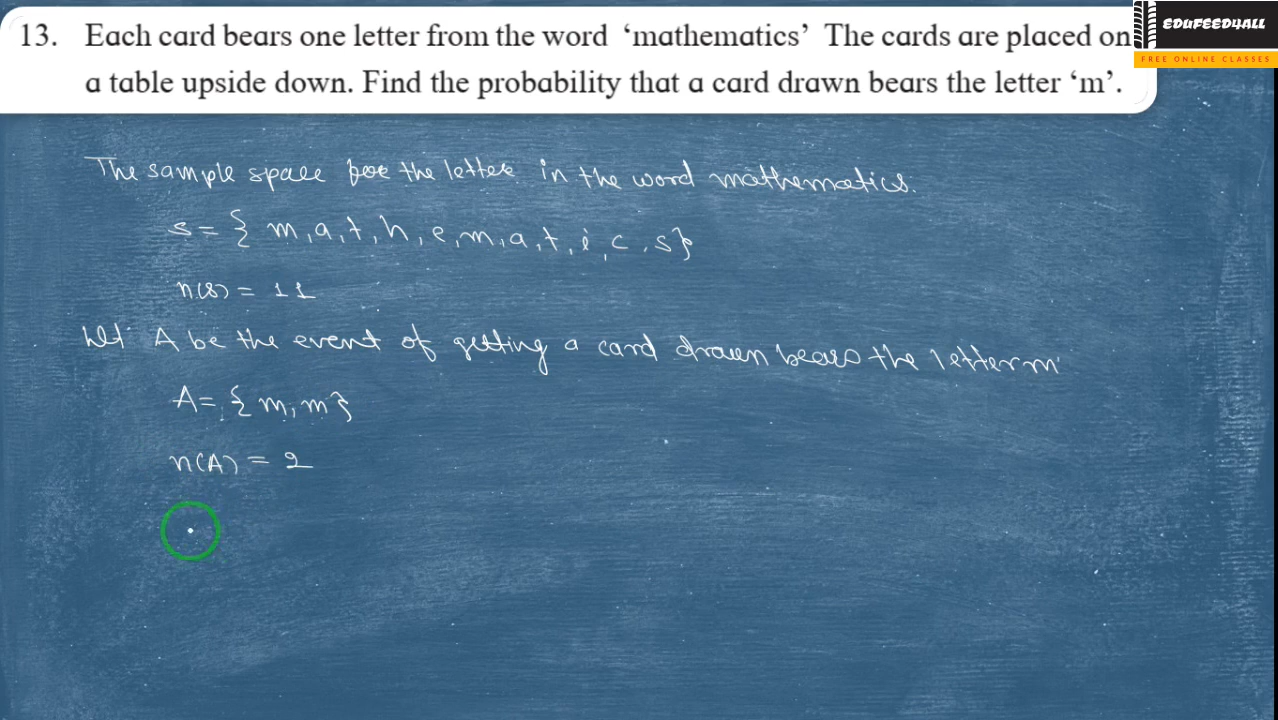 13. Each card bears one letter from the word ‘mathematics’ The cards are placed on
a table upside down. Find the probability that a card drawn bears the letter ‘m’.
EDUFEED4ALL
FREE ONLINE CLASSES
The sample space for the letter in the word mathematics.
S = { m, a, t, h, e, m, a, t, i, c, s}
n(S) = 11
Let A be the event of getting a card drawn bears the letter m
A = { m, m }
n(A) = 2